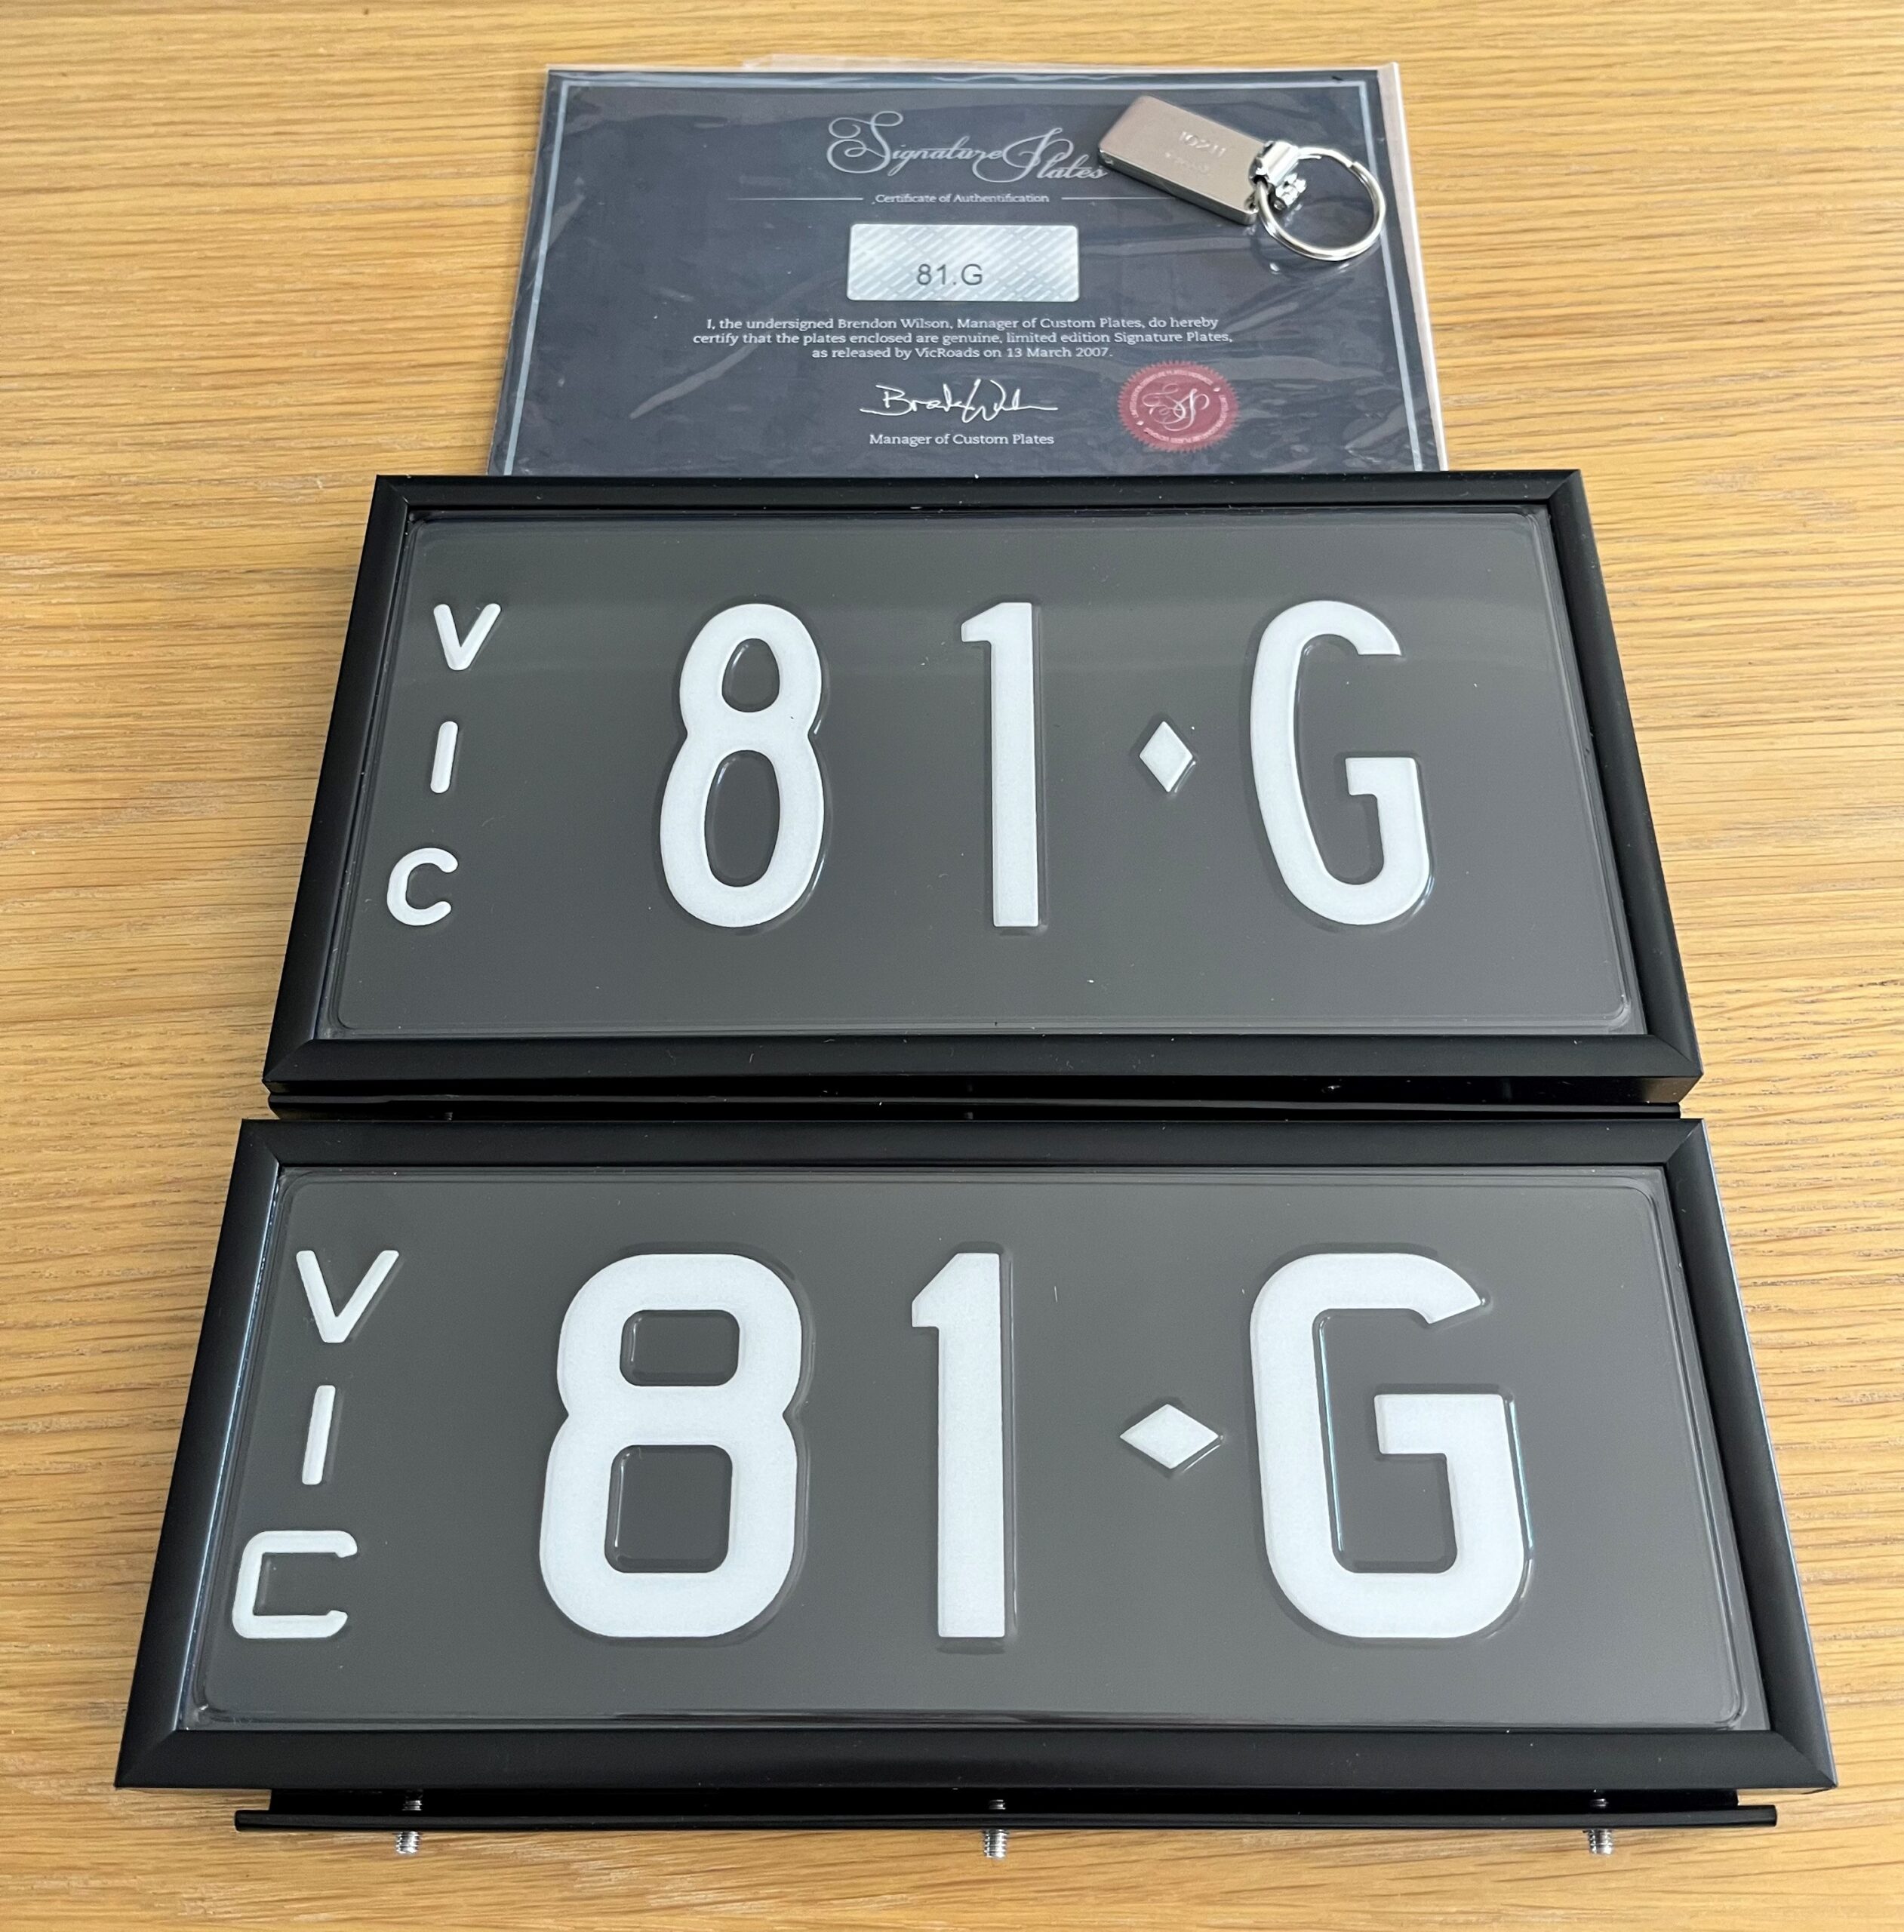 Signature Plates
Certificate of Authentification
81.G
I, the undersigned Brendon Wilson, Manager of Custom Plates, do hereby
certify that the plates enclosed are genuine, limited edition Signature Plates,
as released by VicRoads on 13 March 2007.
Manager of Custom Plates
VIC
81♦G
VIC
81♦G